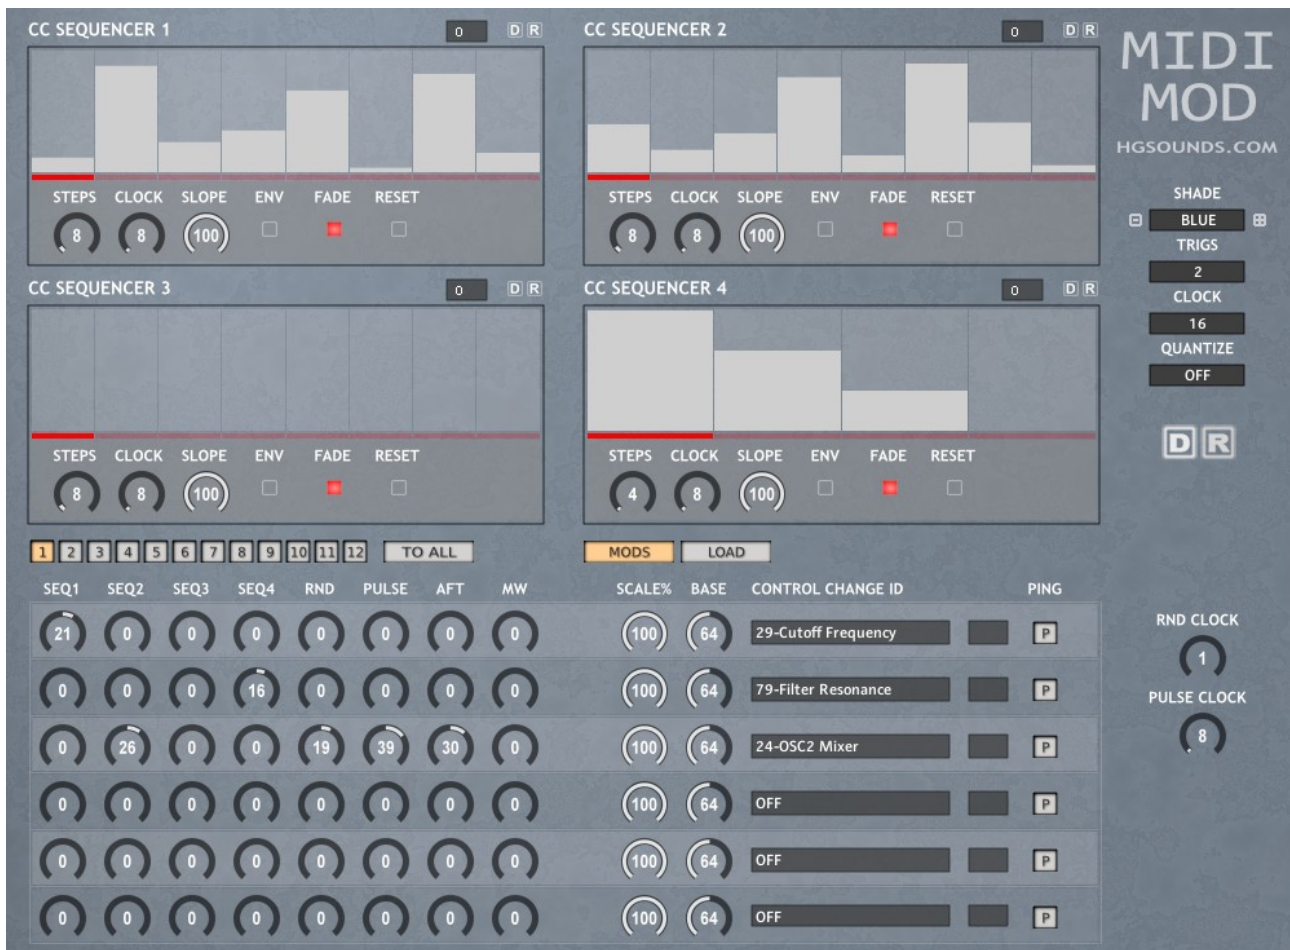 CC SEQUENCER 1 0 D R
CC SEQUENCER 2 0 D R
MIDI
MOD
HGSOUNDS.COM
STEPS CLOCK SLOPE ENV FADE RESET
8 8 100
STEPS CLOCK SLOPE ENV FADE RESET
8 8 100
SHADE
BLUE
TRIGS
2
CLOCK
16
QUANTIZE
OFF
D R
CC SEQUENCER 3 0 D R
CC SEQUENCER 4 0 D R
STEPS CLOCK SLOPE ENV FADE RESET
8 8 100
STEPS CLOCK SLOPE ENV FADE RESET
4 8 100
1 2 3 4 5 6 7 8 9 10 11 12 TO ALL MODS LOAD
SEQ1 SEQ2 SEQ3 SEQ4 RND PULSE AFT MW SCALE% BASE CONTROL CHANGE ID PING
21 0 0 0 0 0 0 0 100 64 29-Cutoff Frequency P
0 0 0 16 0 0 0 0 100 64 79-Filter Resonance P
0 26 0 0 19 39 30 0 100 64 24-OSC2 Mixer P
0 0 0 0 0 0 0 0 100 64 OFF P
0 0 0 0 0 0 0 0 100 64 OFF P
0 0 0 0 0 0 0 0 100 64 OFF P
RND CLOCK
1
PULSE CLOCK
8